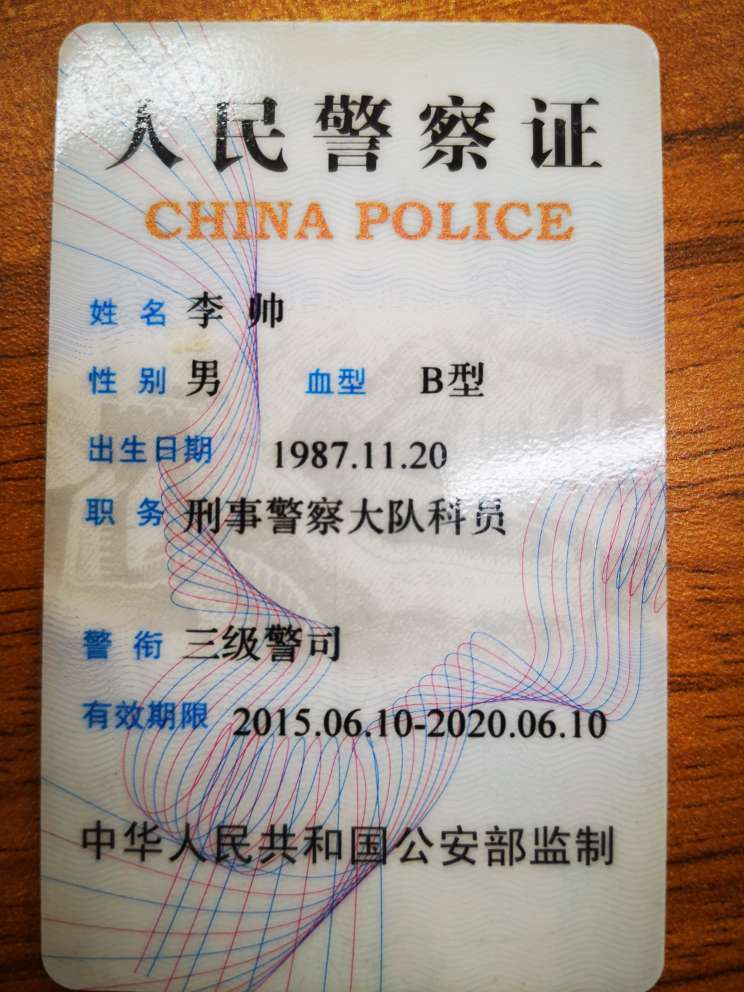 人民警察证
CHINA POLICE
姓名 李帅
性别 男 血型 B型
出生日期 1987.11.20
职务 刑事警察大队科员
警衔 三级警司
有效期限 2015.06.10-2020.06.10
中华人民共和国公安部监制